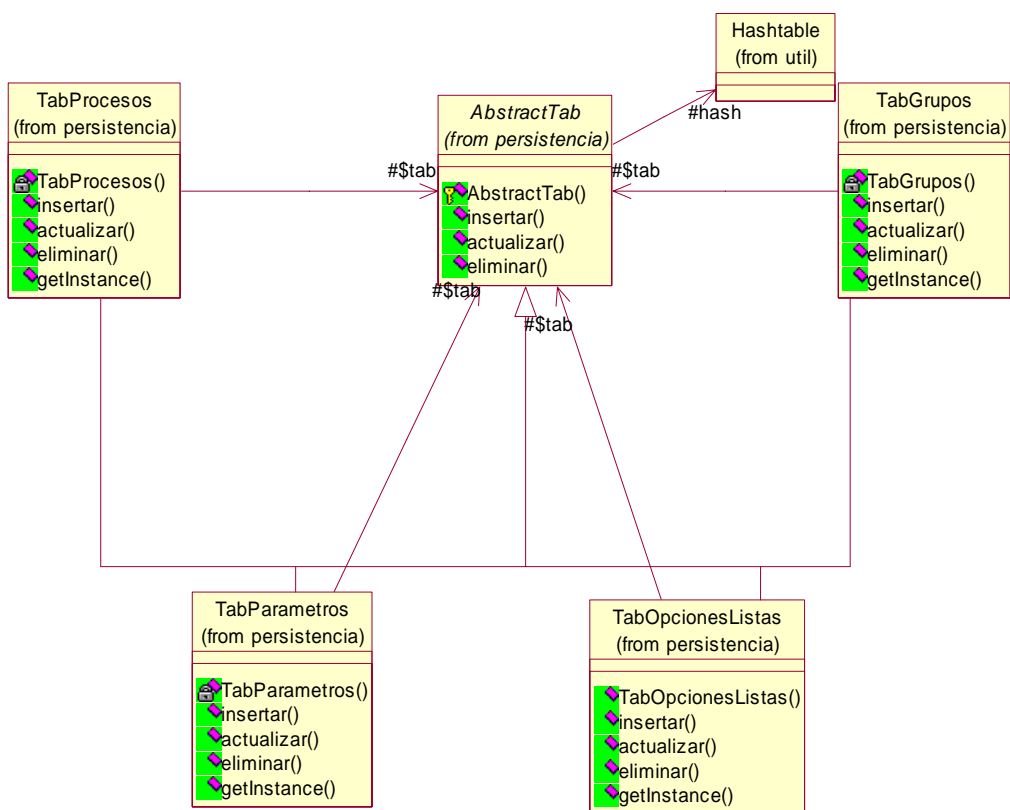 Hashtable
(from util)
TabProcesos
(from persistencia)
TabProcesos()
insertar()
actualizar()
eliminar()
getInstance()
#$tab
AbstractTab
(from persistencia)
AbstractTab()
insertar()
actualizar()
eliminar()
#hash
#$tab
TabGrupos
(from persistencia)
TabGrupos()
insertar()
actualizar()
eliminar()
getInstance()
#$tab
#$tab
TabParametros
(from persistencia)
TabParametros()
insertar()
actualizar()
eliminar()
getInstance()
TabOpcionesListas
(from persistencia)
TabOpcionesListas()
insertar()
actualizar()
eliminar()
getInstance()